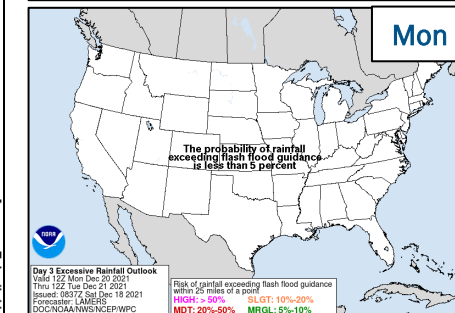 Mon
The probability of rainfall
exceeding flash flood guidance
is less than 5 percent
NOAA
Day 3 Excessive Rainfall Outlook
Valid 12Z Mon Dec 20 2021
Thru 12Z Tue Dec 21 2021
Issued: 0837Z Sat Dec 18 2021
Forecaster: LAMERS
DOC/NOAA/NWS/NCEP/WPC
Risk of rainfall exceeding flash flood guidance
within 25 miles of a point
HIGH: > 50% SLGT: 10%-20%
MDT: 20%-50% MRGL: 5%-10%